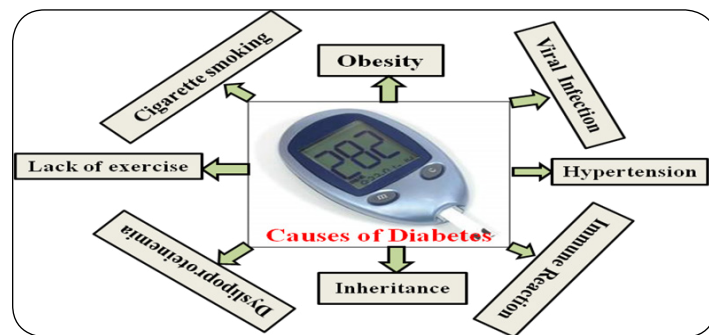 Cigarette smoking
Obesity
Viral Infection
Lack of exercise
282
Hypertension
Causes of Diabetes
Dyslipoproteinemia
Inheritance
Immune Reaction